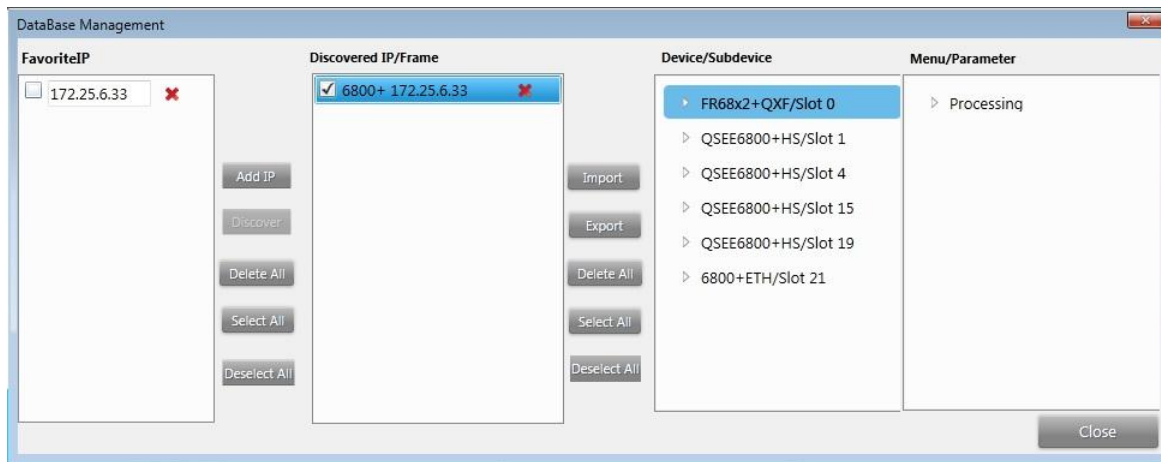 DataBase Management
FavoriteIP
172.25.6.33
Add IP
Discover
Delete All
Select All
Deselect All
Discovered IP/Frame
6800+ 172.25.6.33
Import
Export
Delete All
Select All
Deselect All
Device/Subdevice
FR68x2+QXF/Slot 0
QSEE6800+HS/Slot 1
QSEE6800+HS/Slot 4
QSEE6800+HS/Slot 15
QSEE6800+HS/Slot 19
6800+ETH/Slot 21
Menu/Parameter
Processing
Close